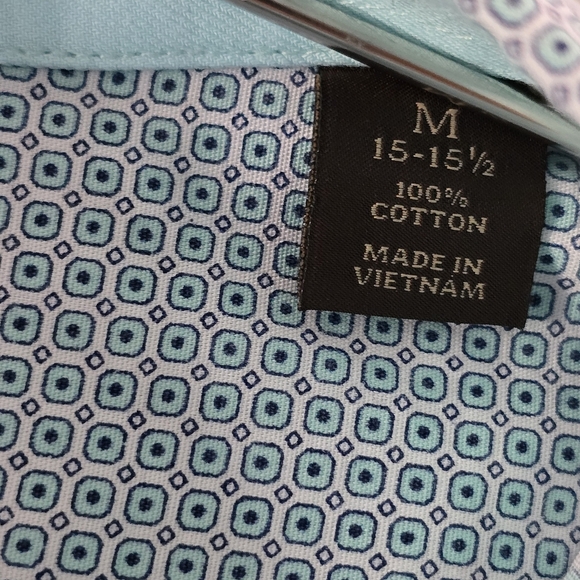 M
15-15½
100%
COTTON
MADE IN
VIETNAM